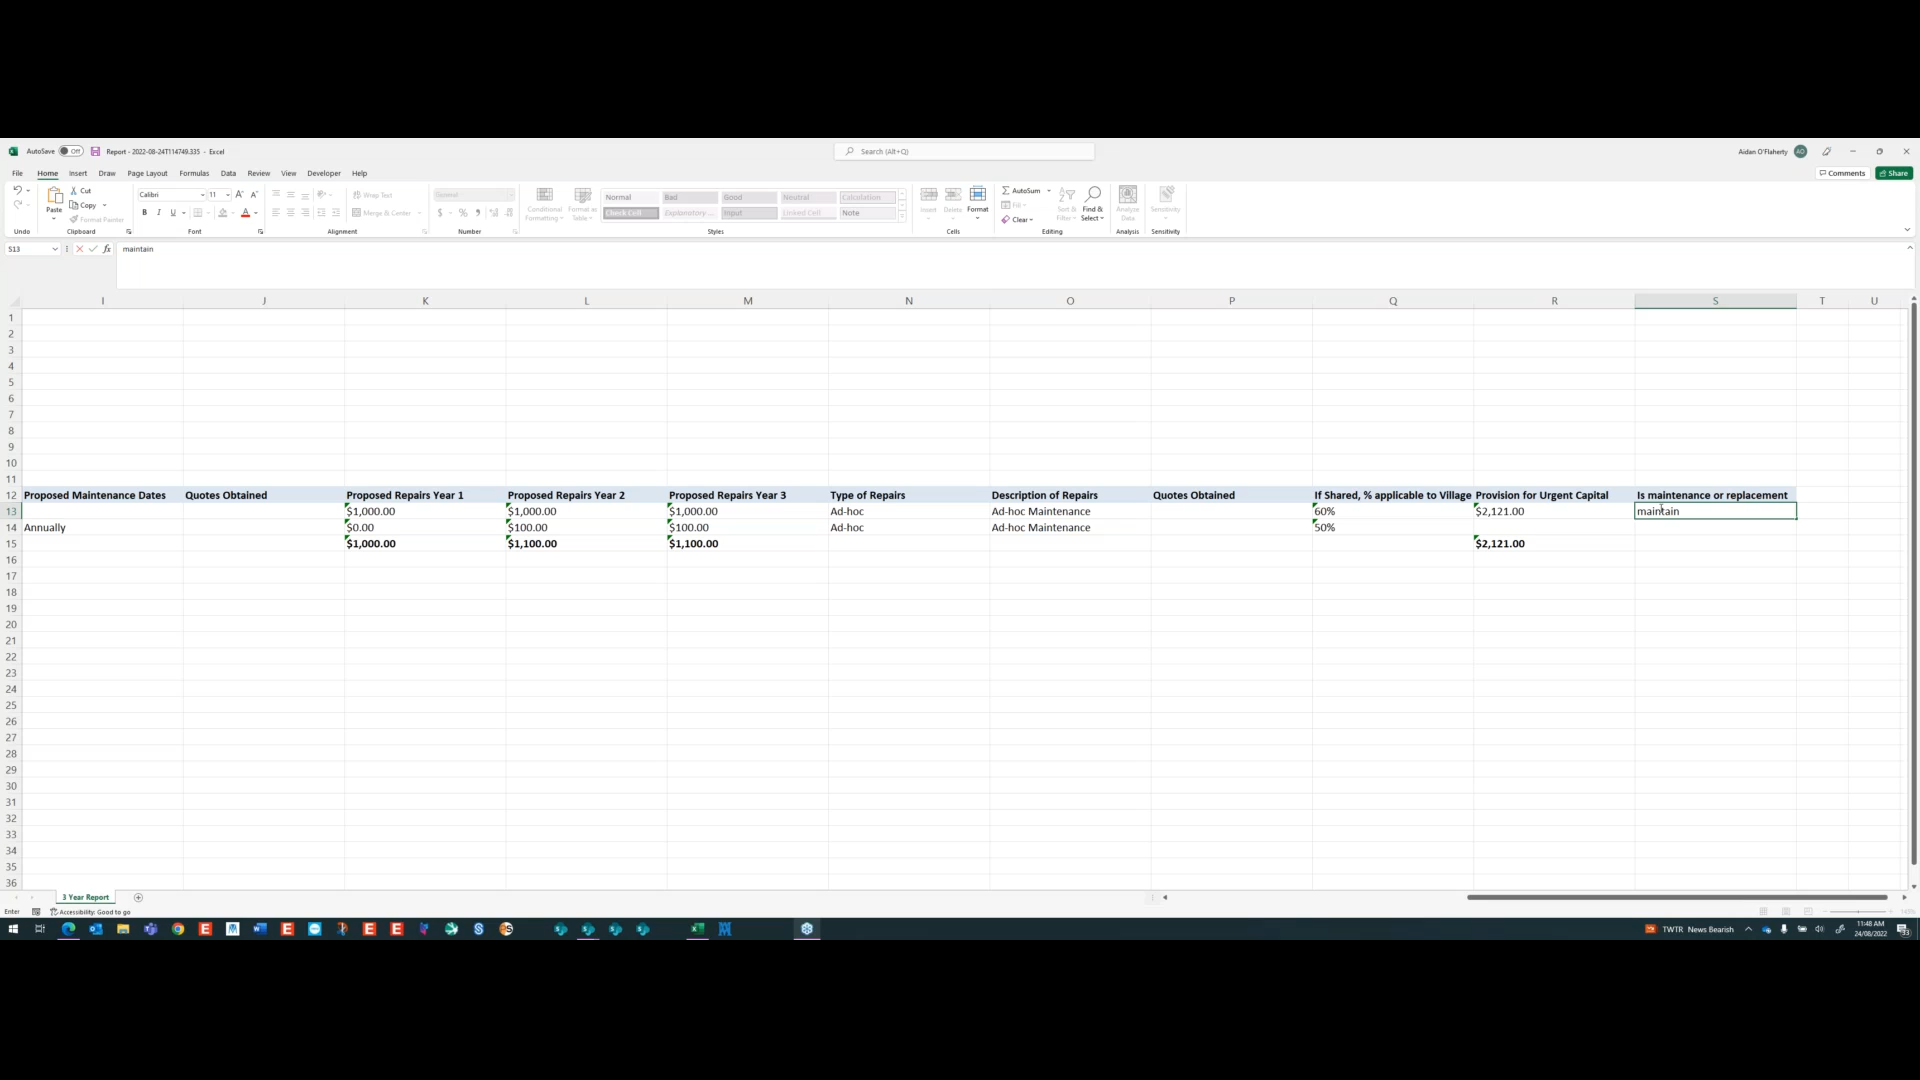 AutoSave Off Report - 2022-08-24T114749.335 - Excel Search (Alt+Q) Aidan O'Flaherty AO
File Home Insert Draw Page Layout Formulas Data Review View Developer Help Comments Share
Cut Calibri 11 Wrap Text General Normal Bad Good Neutral Calculation AutoSum
Paste Copy Merge & Center Conditional Formatting Format as Table Check Cell Explanatory ... Input Linked Cell Note Insert Delete Format Fill Sort & Filter Find & Select Analyze Data Sensitivity
Format Painter Clear
Undo Clipboard Font Alignment Number Styles Cells Editing Analysis Sensitivity
S13 fx maintain
I J K L M N O P Q R S T U
1
2
3
4
5
6
7
8
9
10
11
12 Proposed Maintenance Dates Quotes Obtained Proposed Repairs Year 1 Proposed Repairs Year 2 Proposed Repairs Year 3 Type of Repairs Description of Repairs Quotes Obtained If Shared, % applicable to Village Provision for Urgent Capital Is maintenance or replacement
13 $1,000.00 $1,000.00 $1,000.00 Ad-hoc Ad-hoc Maintenance 60% $2,121.00 maintain
14 Annually $0.00 $100.00 $100.00 Ad-hoc Ad-hoc Maintenance 50%
15 $1,000.00 $1,100.00 $1,100.00 $2,121.00
16
17
18
19
20
21
22
23
24
25
26
27
28
29
30
31
32
33
34
35
36
3 Year Report
Enter Accessibility: Good to go
TWTR News Bearish 11:48 AM
24/08/2022